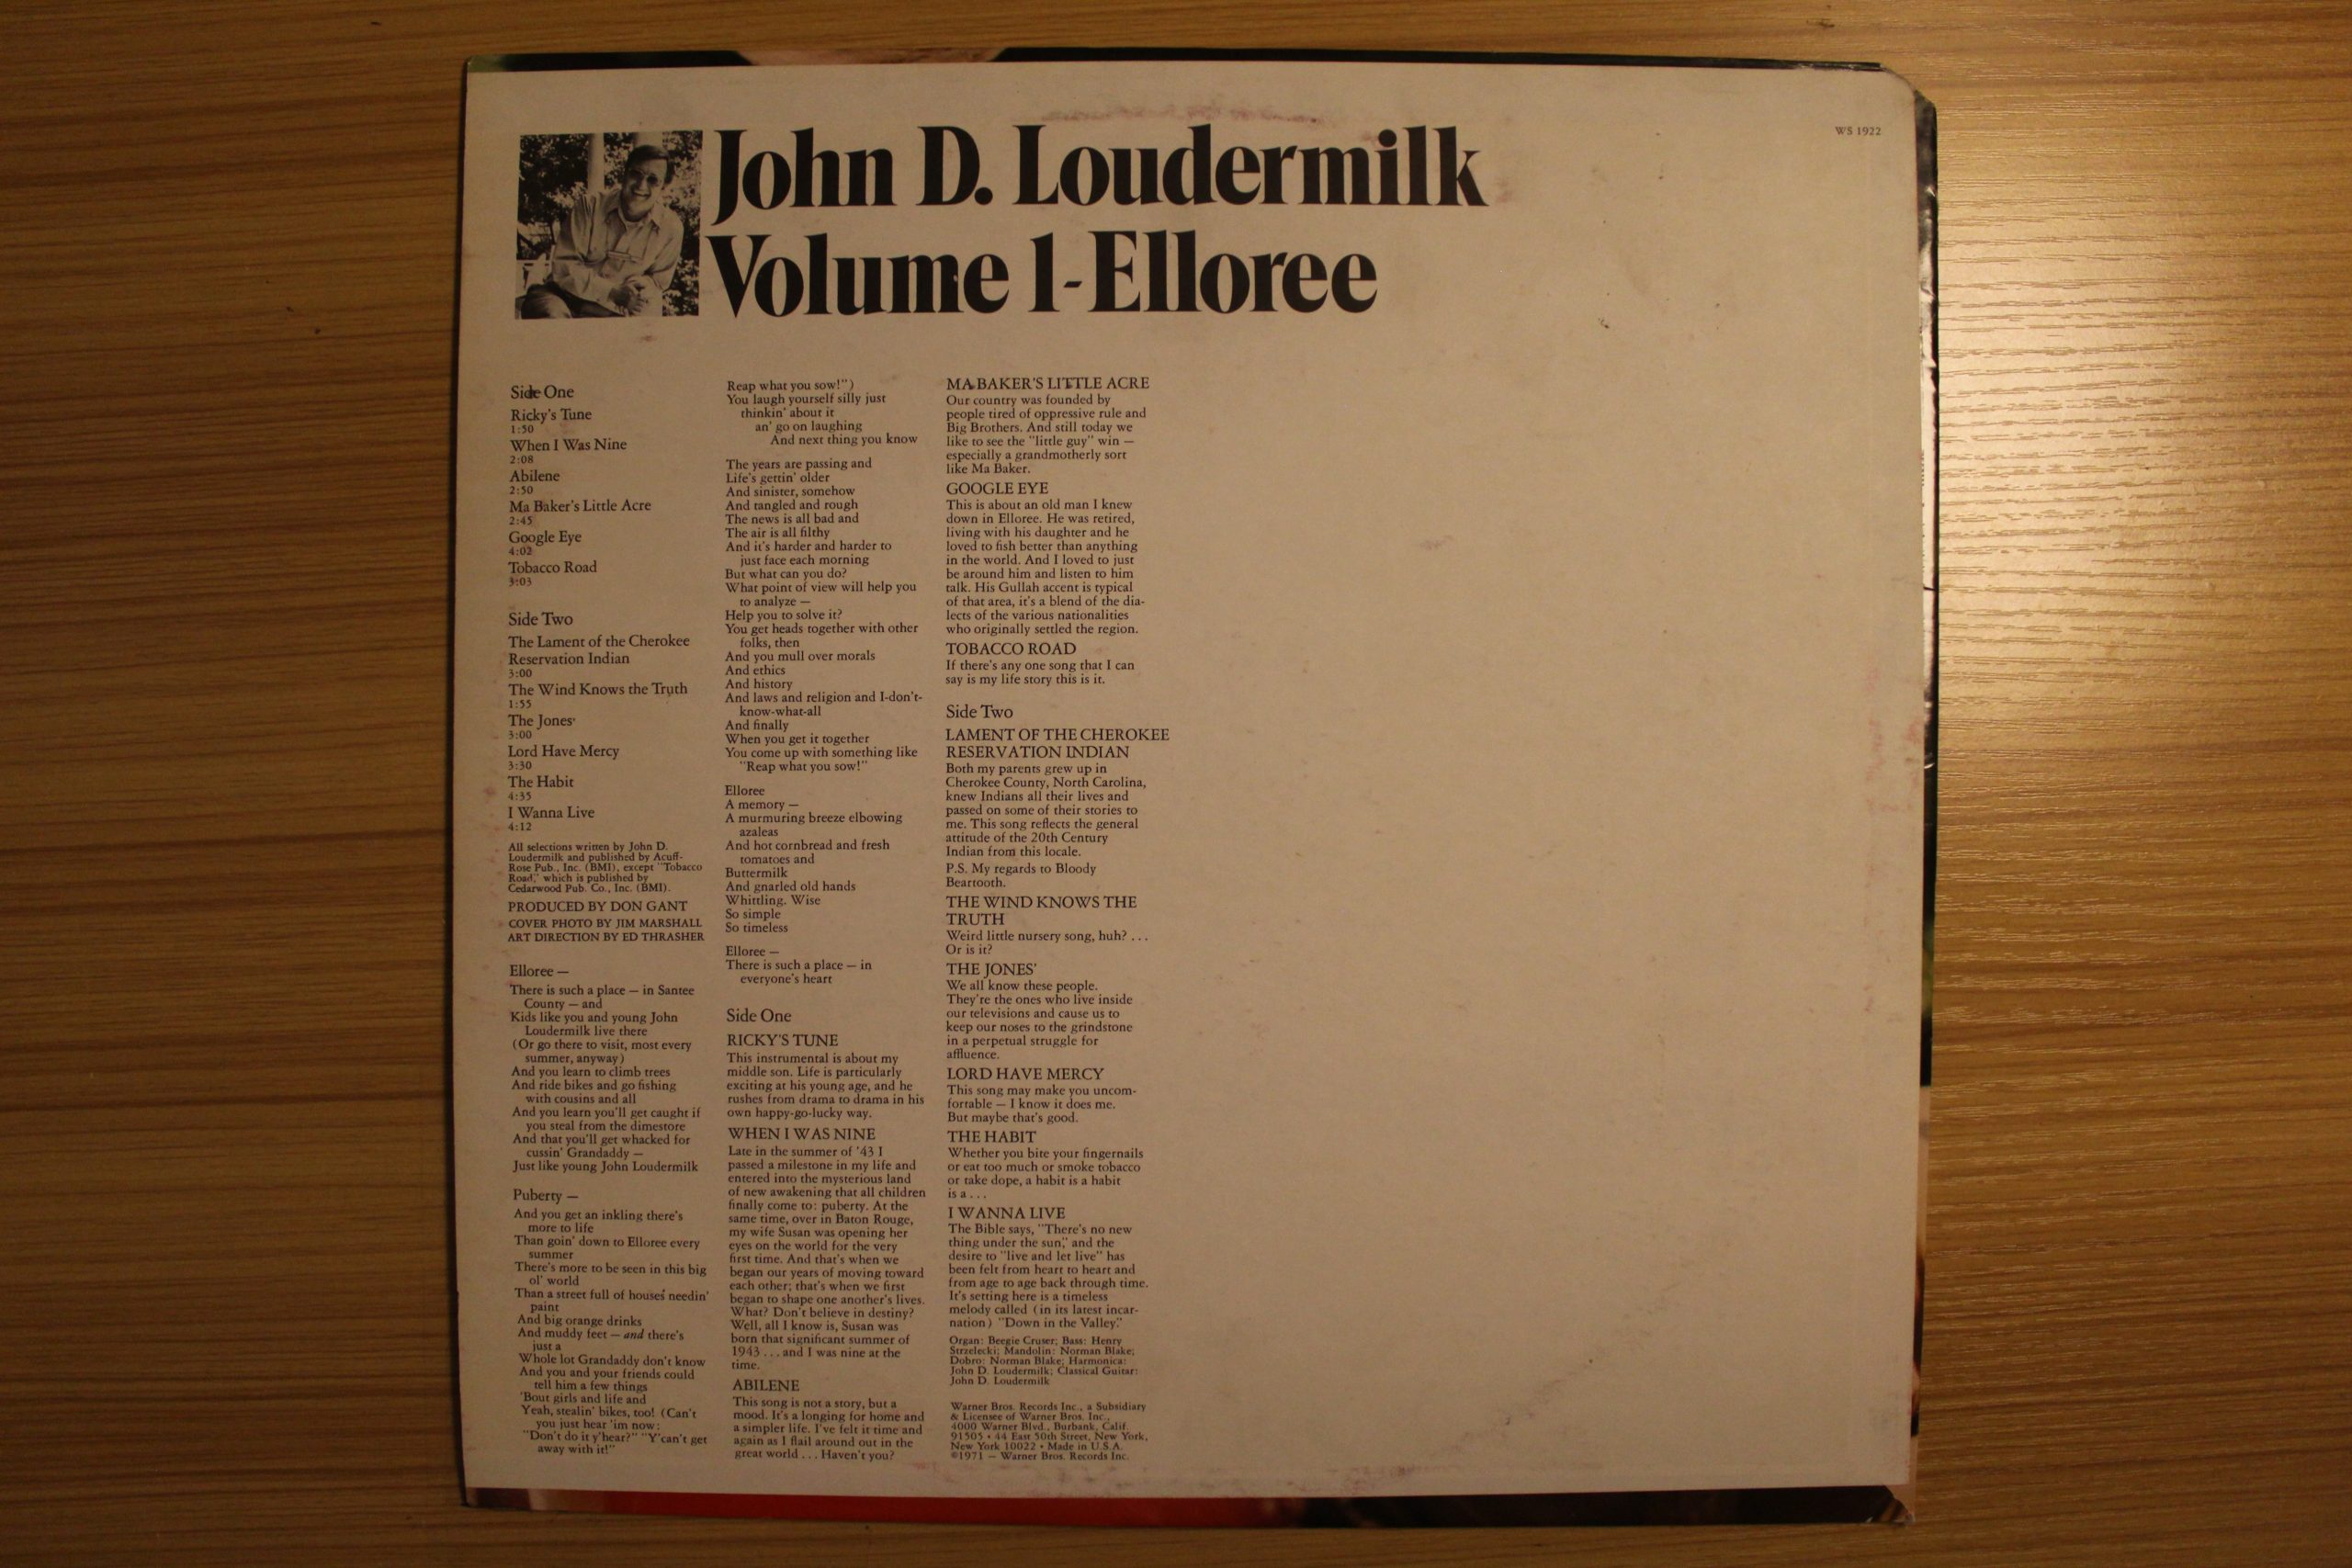 WS 1922
John D. Loudermilk
Volume 1-Elloree
Side One
Ricky's Tune
1:50
When I Was Nine
2:08
Abilene
2:50
Ma Baker's Little Acre
2:45
Google Eye
4:02
Tobacco Road
3:03
Side Two
The Lament of the Cherokee
Reservation Indian
3:00
The Wind Knows the Truth
1:55
The Jones'
3:00
Lord Have Mercy
3:30
The Habit
4:35
I Wanna Live
4:12
All selections written by John D.
Loudermilk and published by Acuff-
Rose Pub., Inc. (BMI), except "Tobacco
Road," which is published by
Cedarwood Pub. Co., Inc. (BMI).
PRODUCED BY DON GANT
COVER PHOTO BY JIM MARSHALL
ART DIRECTION BY ED THRASHER
Elloree —
There is such a place — in Santee
County — and
Kids like you and young John
Loudermilk live there
(Or go there to visit, most every
summer, anyway)
And you learn to climb trees
And ride bikes and go fishing
with cousins and all
And you learn you'll get caught if
you steal from the dimestore
And that you'll get whacked for
cussin' Grandaddy —
Just like young John Loudermilk
Puberty —
And you get an inkling there's
more to life
Than goin' down to Elloree every
summer
There's more to be seen in this big
ol' world
Than a street full of houses needin'
paint
And big orange drinks
And muddy feet — and there's
just a
Whole lot Grandaddy don't know
And you and your friends could
tell him a few things
'Bout girls and life and
Yeah, stealin' bikes, too! (Can't
you just hear 'im now:
"Don't do it y'hear?" "Y'can't get
away with it!"
Reap what you sow!")
You laugh yourself silly just
thinkin' about it
an' go on laughing
And next thing you know
The years are passing and
Life's gettin' older
And sinister, somehow
And tangled and rough
The news is all bad and
The air is all filthy
And it's harder and harder to
just face each morning
But what can you do?
What point of view will help you
to analyze —
Help you to solve it?
You get heads together with other
folks, then
And you mull over morals
And ethics
And history
And laws and religion and I-don't-
know-what-all
And finally
When you get it together
You come up with something like
"Reap what you sow!"
Elloree
A memory —
A murmuring breeze elbowing
azaleas
And hot cornbread and fresh
tomatoes and
Buttermilk
And gnarled old hands
Whittling. Wise
So simple
So timeless
Elloree —
There is such a place — in
everyone's heart
Side One
RICKY'S TUNE
This instrumental is about my
middle son. Life is particularly
exciting at his young age, and he
rushes from drama to drama in his
own happy-go-lucky way.
WHEN I WAS NINE
Late in the summer of '43 I
passed a milestone in my life and
entered into the mysterious land
of new awakening that all children
finally come to: puberty. At the
same time, over in Baton Rouge,
my wife Susan was opening her
eyes on the world for the very
first time. And that's when we
began our years of moving toward
each other; that's when we first
began to shape one another's lives.
What? Don't believe in destiny?
Well, all I know is, Susan was
born that significant summer of
1943 . . . and I was nine at the
time.
ABILENE
This song is not a story, but a
mood. It's a longing for home and
a simpler life. I've felt it time and
again as I flail around out in the
great world . . . Haven't you?
MA BAKER'S LITTLE ACRE
Our country was founded by
people tired of oppressive rule and
Big Brothers. And still today we
like to see the "little guy" win —
especially a grandmotherly sort
like Ma Baker.
GOOGLE EYE
This is about an old man I knew
down in Elloree. He was retired,
living with his daughter and he
loved to fish better than anything
in the world. And I loved to just
be around him and listen to him
talk. His Gullah accent is typical
of that area, it's a blend of the dia-
lects of the various nationalities
who originally settled the region.
TOBACCO ROAD
If there's any one song that I can
say is my life story this is it.
Side Two
LAMENT OF THE CHEROKEE
RESERVATION INDIAN
Both my parents grew up in
Cherokee County, North Carolina,
knew Indians all their lives and
passed on some of their stories to
me. This song reflects the general
attitude of the 20th Century
Indian from this locale.
P.S. My regards to Bloody
Beartooth.
THE WIND KNOWS THE
TRUTH
Weird little nursery song, huh? . . .
Or is it?
THE JONES'
We all know these people.
They're the ones who live inside
our televisions and cause us to
keep our noses to the grindstone
in a perpetual struggle for
affluence.
LORD HAVE MERCY
This song may make you uncom-
fortable — I know it does me.
But maybe that's good.
THE HABIT
Whether you bite your fingernails
or eat too much or smoke tobacco
or take dope, a habit is a habit
is a . . .
I WANNA LIVE
The Bible says, "There's no new
thing under the sun," and the
desire to "live and let live" has
been felt from heart to heart and
from age to age back through time.
It's setting here is a timeless
melody called (in its latest incar-
nation) "Down in the Valley."
Organ: Beegie Cruser; Bass: Henry
Strzelecki; Mandolin: Norman Blake;
Dobro: Norman Blake; Harmonica:
John D. Loudermilk; Classical Guitar:
John D. Loudermilk
Warner Bros. Records Inc., a Subsidiary
& Licensee of Warner Bros. Inc.,
4000 Warner Blvd., Burbank, Calif.
91505 • 44 East 50th Street, New York,
New York 10022 • Made in U.S.A.
©1971 — Warner Bros. Records Inc.